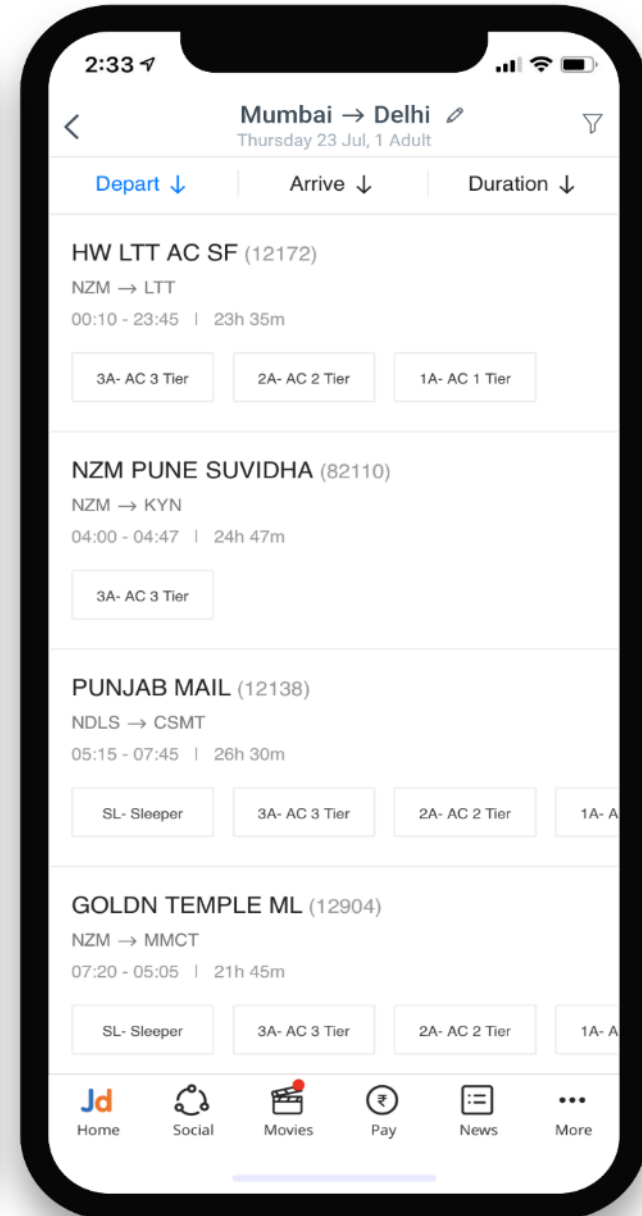 2:33
Mumbai → Delhi
Thursday 23 Jul, 1 Adult
Depart ↓ Arrive ↓ Duration ↓
HW LTT AC SF (12172)
NZM → LTT
00:10 - 23:45 | 23h 35m
3A- AC 3 Tier 2A- AC 2 Tier 1A- AC 1 Tier
NZM PUNE SUVIDHA (82110)
NZM → KYN
04:00 - 04:47 | 24h 47m
3A- AC 3 Tier
PUNJAB MAIL (12138)
NDLS → CSMT
05:15 - 07:45 | 26h 30m
SL- Sleeper 3A- AC 3 Tier 2A- AC 2 Tier 1A- A
GOLDN TEMPLE ML (12904)
NZM → MMCT
07:20 - 05:05 | 21h 45m
SL- Sleeper 3A- AC 3 Tier 2A- AC 2 Tier 1A- A
Jd ₹
Home Social Movies Pay News More